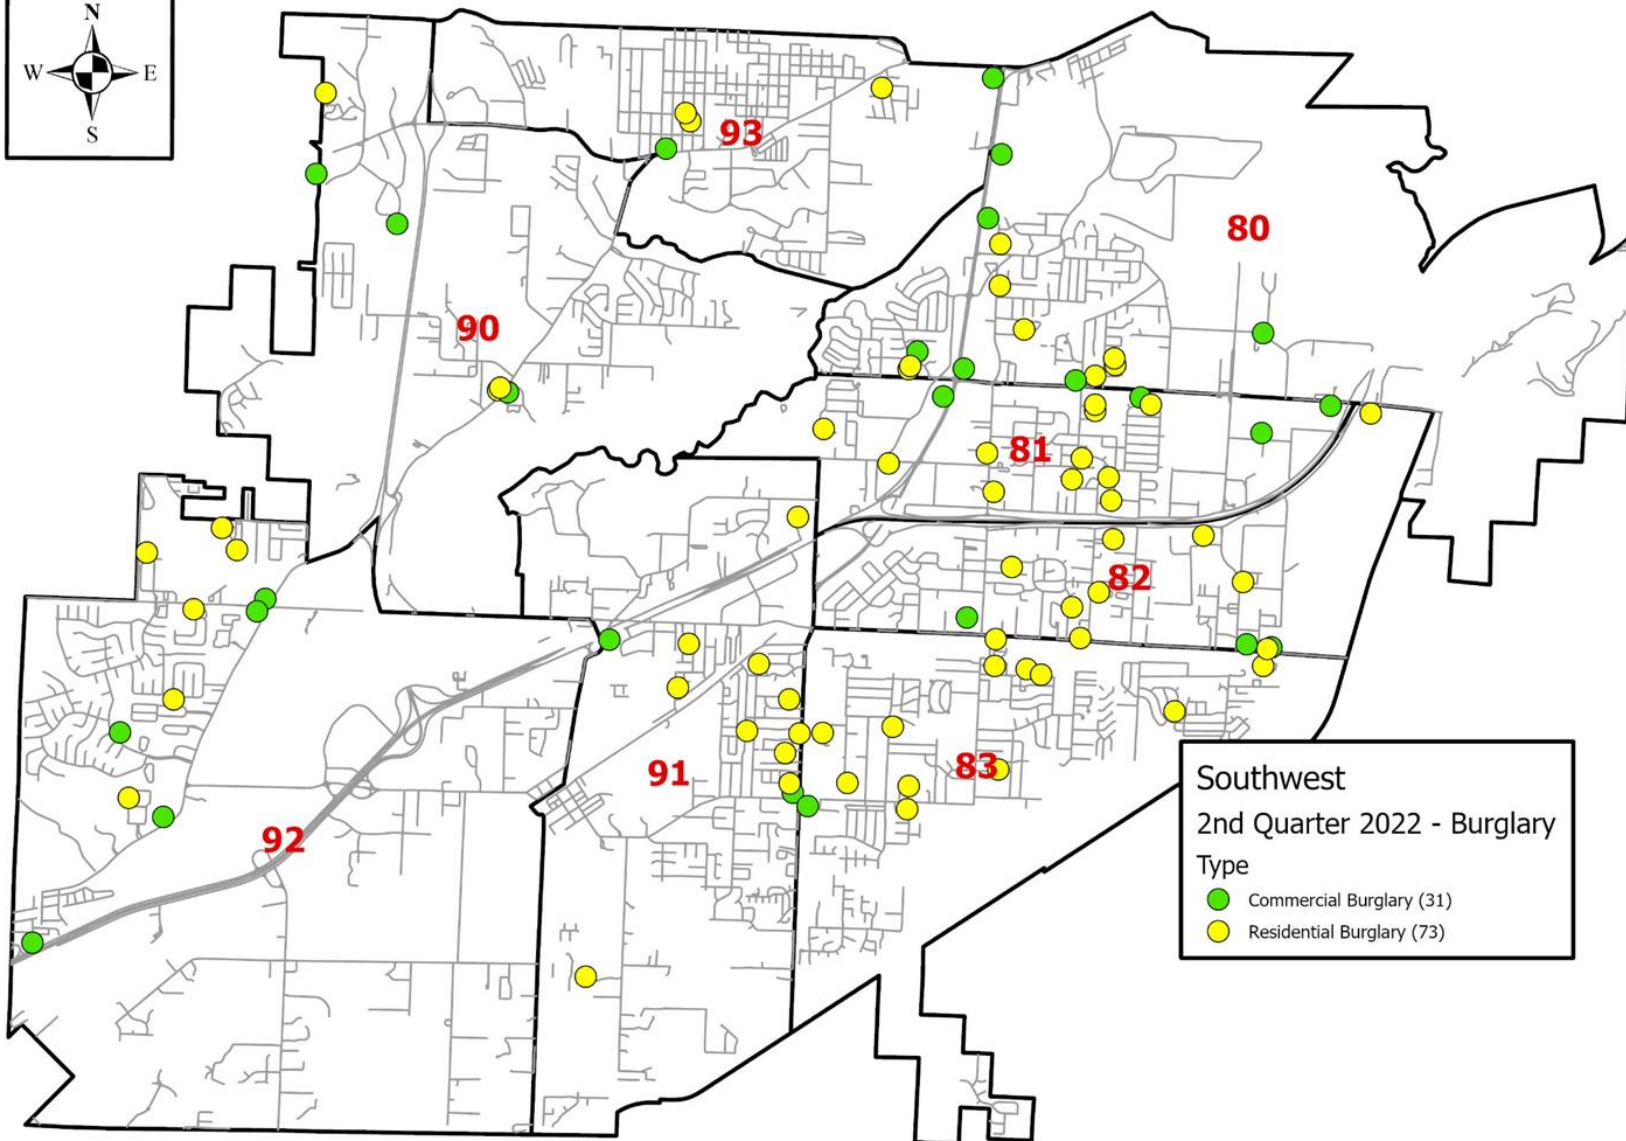 N
W E
S
93
80
90
81
82
91
83
92
Southwest
2nd Quarter 2022 - Burglary
Type
Commercial Burglary (31)
Residential Burglary (73)